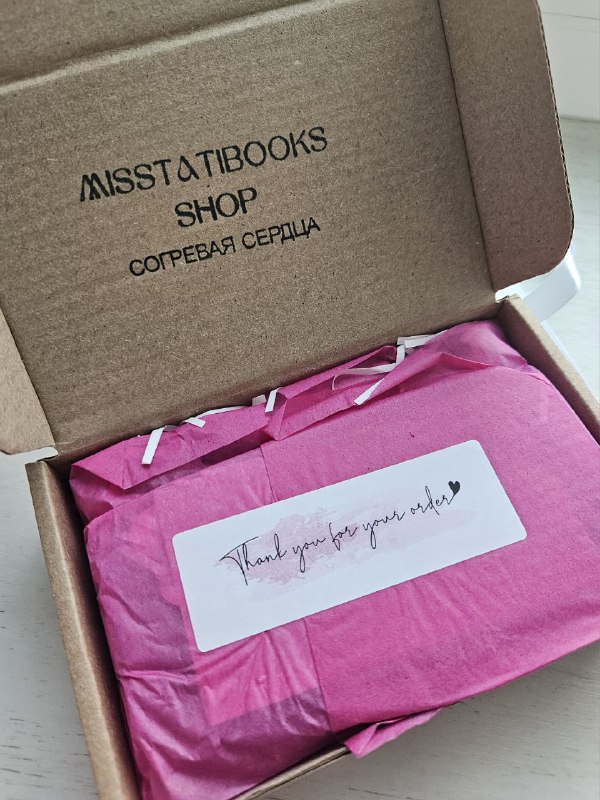 MISSTATIBOOKS
SHOP
СОГРЕВАЯ СЕРДЦА
Thank you for your order